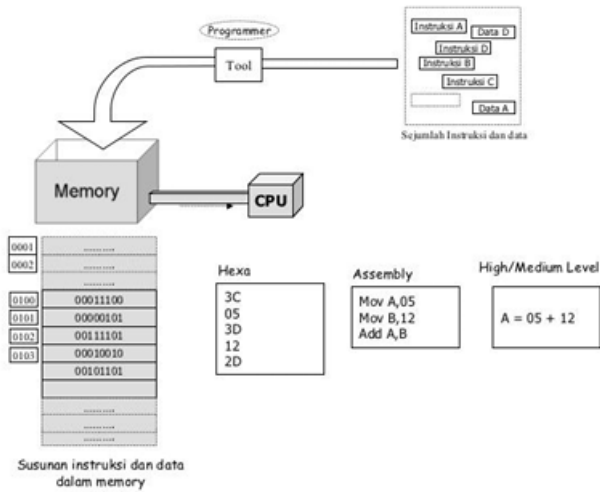 Programmer
Tool
Instruksi A
Data D
Instruksi D
Instruksi B
Instruksi C
Data A
Sejumlah Instruksi dan data
Memory
CPU
0001
0002
..........
..........
..........
0100
00011100
0101
00000101
0102
00111101
0103
00010010
00101101
..........
..........
..........
Susunan instruksi dan data
dalam memory
Hexa
3C
05
3D
12
2D
Assembly
Mov A,05
Mov B,12
Add A,B
High/Medium Level
A = 05 + 12